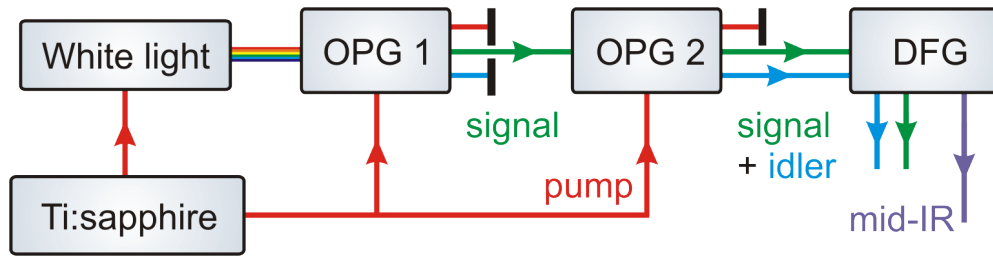 White light
OPG 1
OPG 2
DFG
signal
signal
+ idler
pump
Ti:sapphire
mid-IR